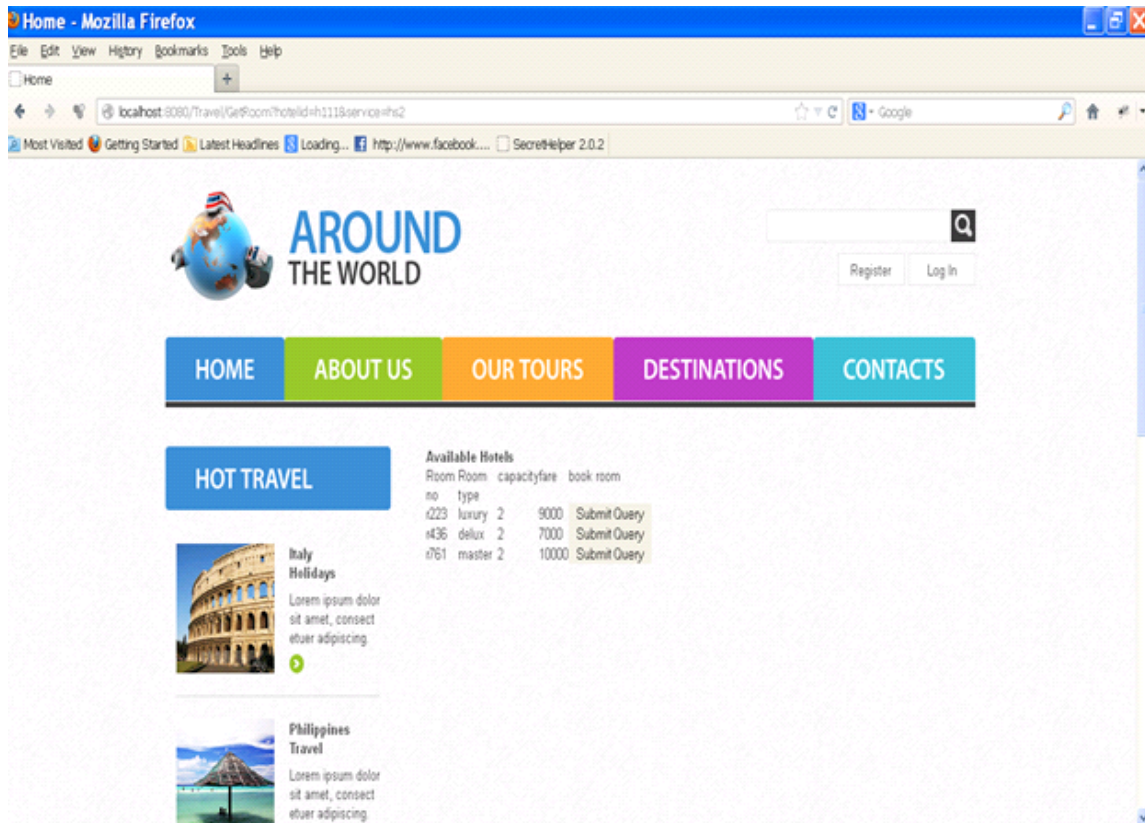 Home - Mozilla Firefox
File Edit View History Bookmarks Tools Help
Home +
localhost:8080/Travel/GetRoom?hotelid=h111&service=hs2
Google
Most Visited Getting Started Latest Headlines Loading... http://www.facebook.... SecretHelper 2.0.2
AROUND
THE WORLD
Register Log In
HOME ABOUT US OUR TOURS DESTINATIONS CONTACTS
HOT TRAVEL
Available Hotels
Room Room capacityfare book room
no type
r223 luxury 2 9000 Submit Query
r436 delux 2 7000 Submit Query
r761 master 2 10000 Submit Query
Italy
Holidays
Lorem ipsum dolor
sit amet, consect
etuer adipiscing.
Philippines
Travel
Lorem ipsum dolor
sit amet, consect
etuer adipiscing.